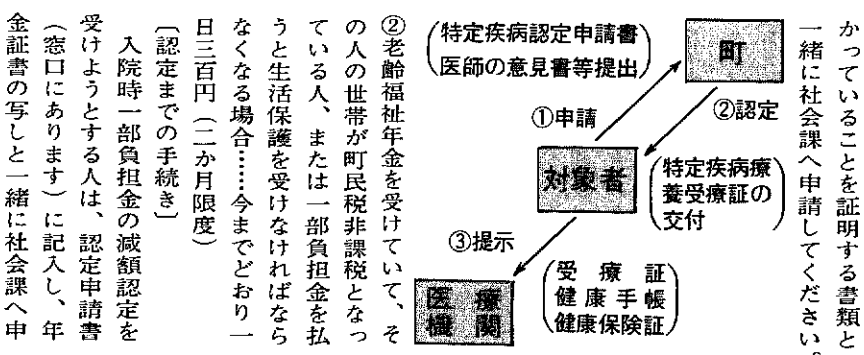 かっていることを証明する書類と
一緒に社会課へ申請してください。
町
特定疾病認定申請書
医師の意見書等提出
①申請
②認定
対象者
特定疾病療
養受療証の
交付
③提示
医療
機関
受療証
健康手帳
健康保険証
②老齢福祉年金を受けていて、そ
の人の世帯が町民税非課税となっ
ている人、または一部負担金を払
うと生活保護を受けなければなら
なくなる場合……今までどおり一
日三百円(二か月限度)
〔認定までの手続き〕
入院時一部負担金の減額認定を
受けようとする人は、認定申請書
(窓口にあります)に記入し、年
金証書の写しと一緒に社会課へ申